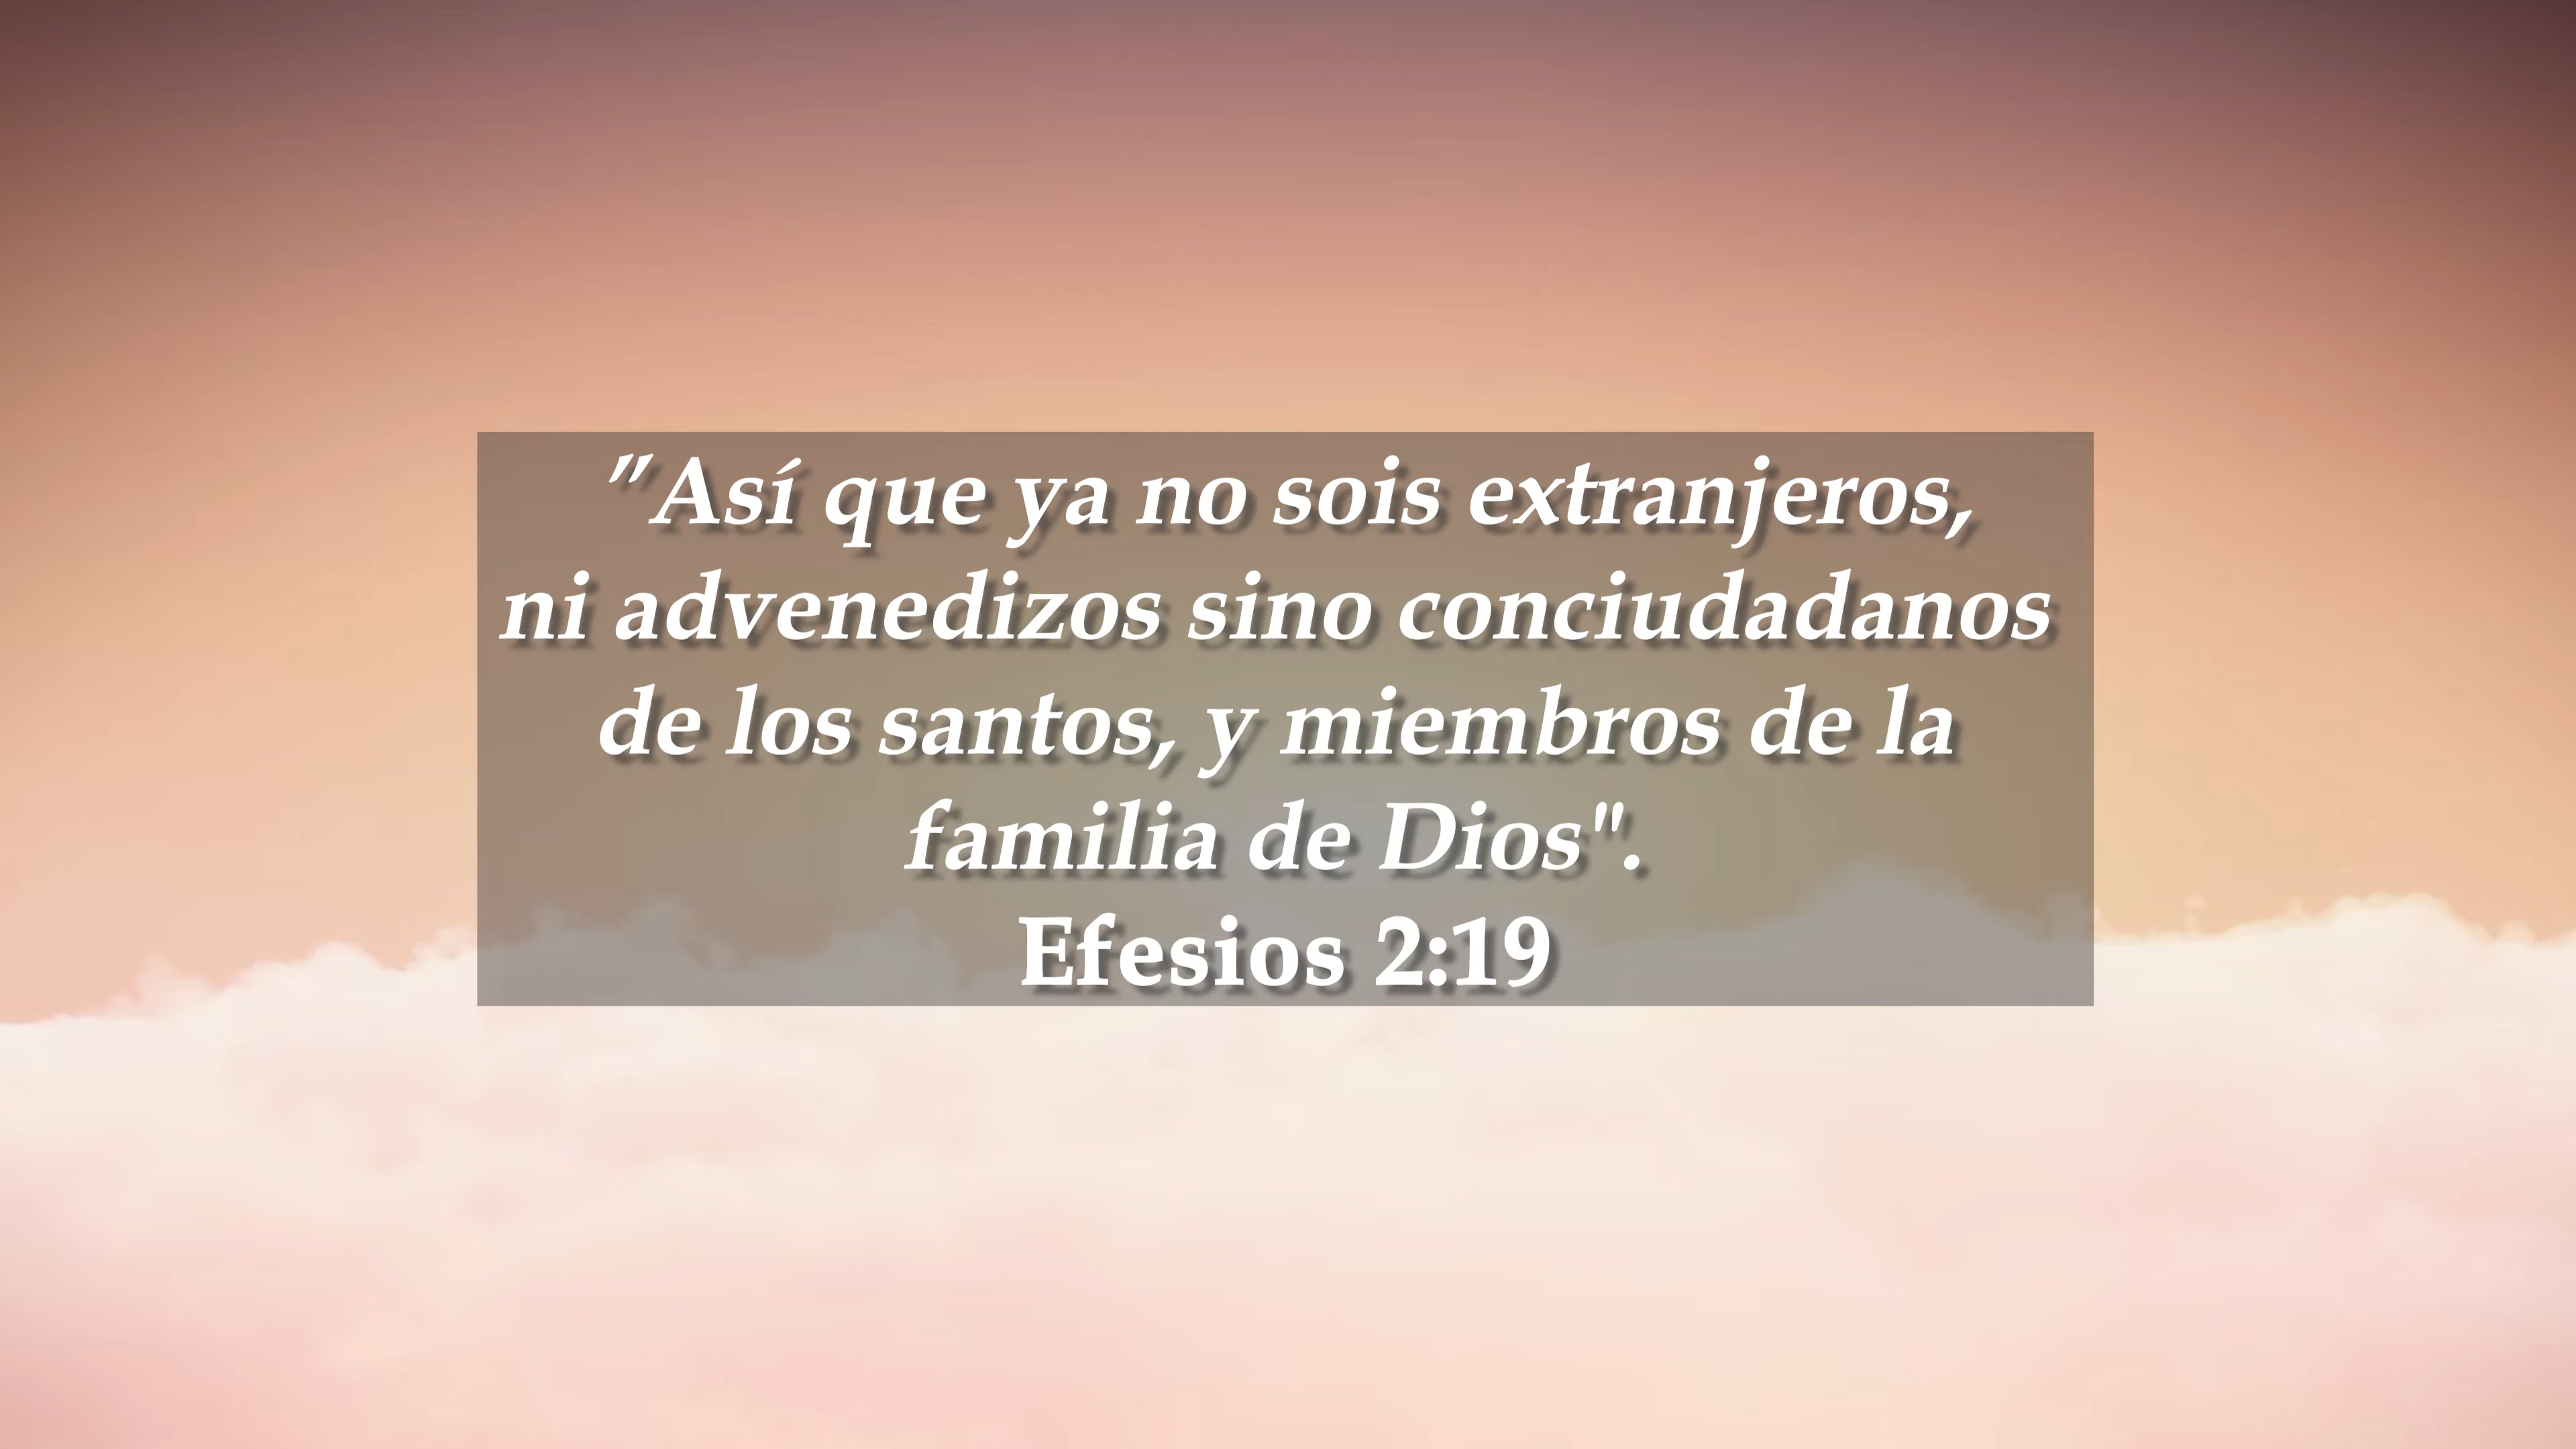 "Así que ya no sois extranjeros,
ni advenedizos sino conciudadanos
de los santos, y miembros de la
familia de Dios".
Efesios 2:19